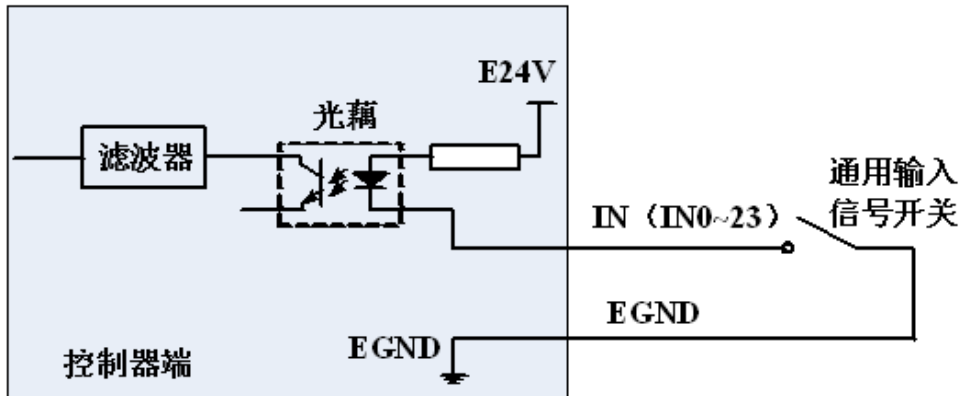 E24V
光藕
滤波器
通用输入
信号开关
IN（IN0~23）
EGND
EGND
控制器端